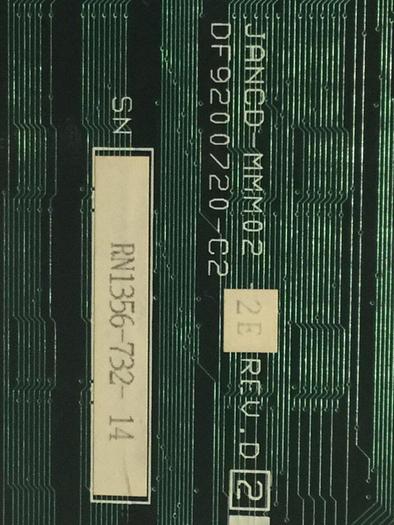 JANCD-MMM02 -2E REV.D 2
DF9200720-C2
SN RN1356-732- 14